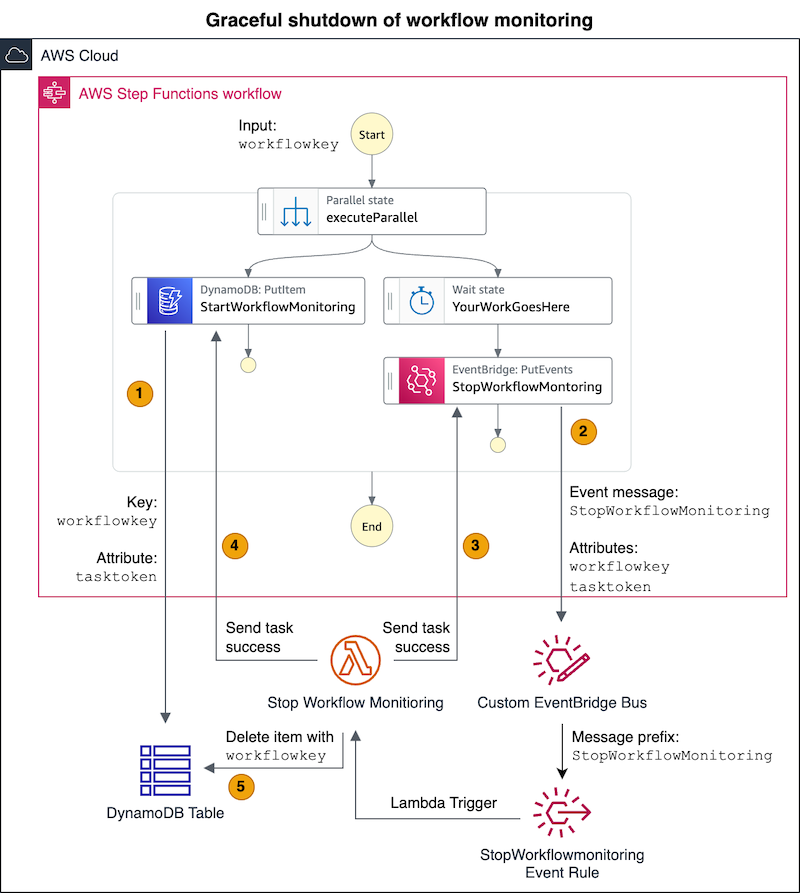 Graceful shutdown of workflow monitoring
AWS Cloud
AWS Step Functions workflow
Input:
workflowkey
Start
Parallel state
executeParallel
DynamoDB: PutItem
StartWorkflowMonitoring
Wait state
YourWorkGoesHere
EventBridge: PutEvents
StopWorkflowMontoring
1
2
Key:
workflowkey
Attribute:
tasktoken
End
Event message:
StopWorkflowMonitoring
Attributes:
workflowkey
tasktoken
4
3
Send task
success
Send task
success
Stop Workflow Monitioring
Custom EventBridge Bus
Delete item with
workflowkey
5
Message prefix:
StopWorkflowMonitoring
DynamoDB Table
Lambda Trigger
StopWorkflowmonitoring
Event Rule